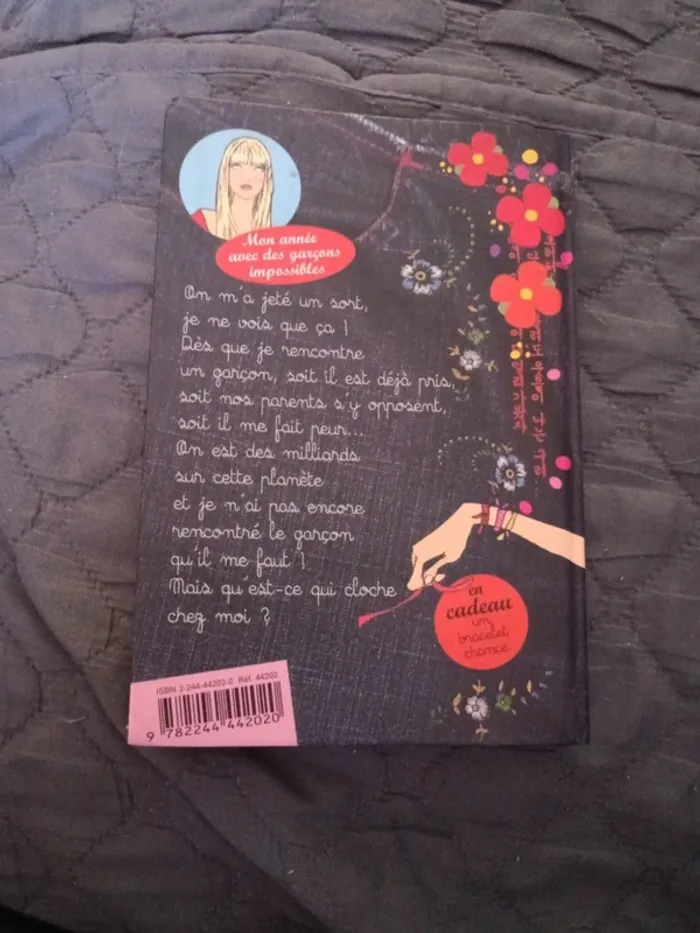 Mon année
avec des garçons
impossibles
On m'a jeté un sort,
je ne vois que ça !
Dès que je rencontre
un garçon, soit il est déjà pris,
soit nos parents s'y opposent,
soit il me fait peur...
On est des milliards
sur cette planète
et je n'ai pas encore
rencontré le garçon
qu'il me faut !
Mais qu'est-ce qui cloche
chez moi ?
en
cadeau
un
bracelet
chance
ISBN 2-244-44202-0 Réf. 44202
9 782244 442020